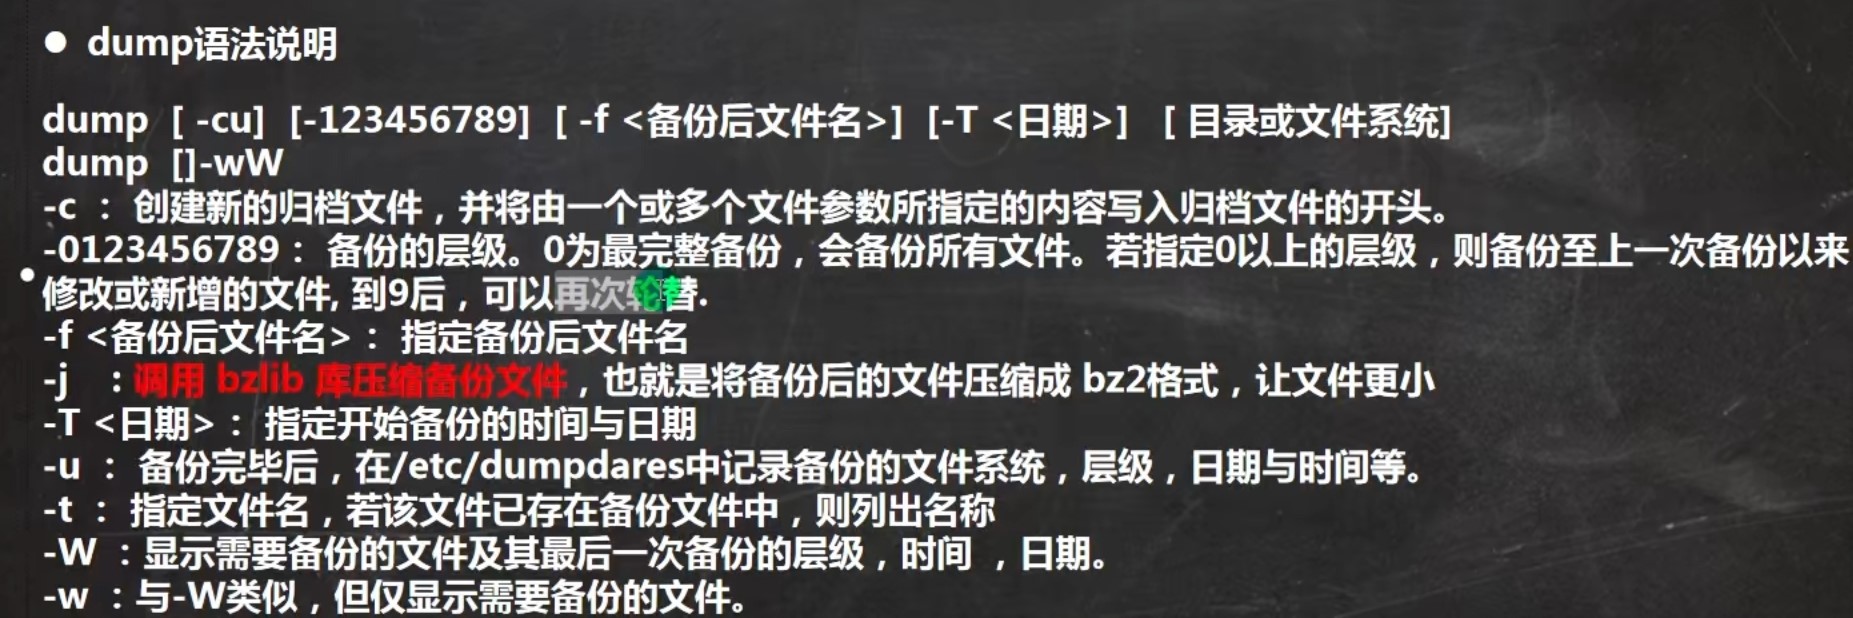 ● dump语法说明
dump [ -cu] [-123456789] [ -f <备份后文件名>] [-T <日期>] [ 目录或文件系统]
dump []-wW
-c : 创建新的归档文件，并将由一个或多个文件参数所指定的内容写入归档文件的开头。
-0123456789： 备份的层级。0为最完整备份，会备份所有文件。若指定0以上的层级，则备份至上一次备份以来
修改或新增的文件, 到9后，可以再次轮替.
-f <备份后文件名>： 指定备份后文件名
-j ：调用 bzlib 库压缩备份文件，也就是将备份后的文件压缩成 bz2格式，让文件更小
-T <日期>： 指定开始备份的时间与日期
-u ： 备份完毕后，在/etc/dumpdares中记录备份的文件系统，层级，日期与时间等。
-t ： 指定文件名，若该文件已存在备份文件中，则列出名称
-W ：显示需要备份的文件及其最后一次备份的层级，时间 ，日期。
-w ：与-W类似，但仅显示需要备份的文件。